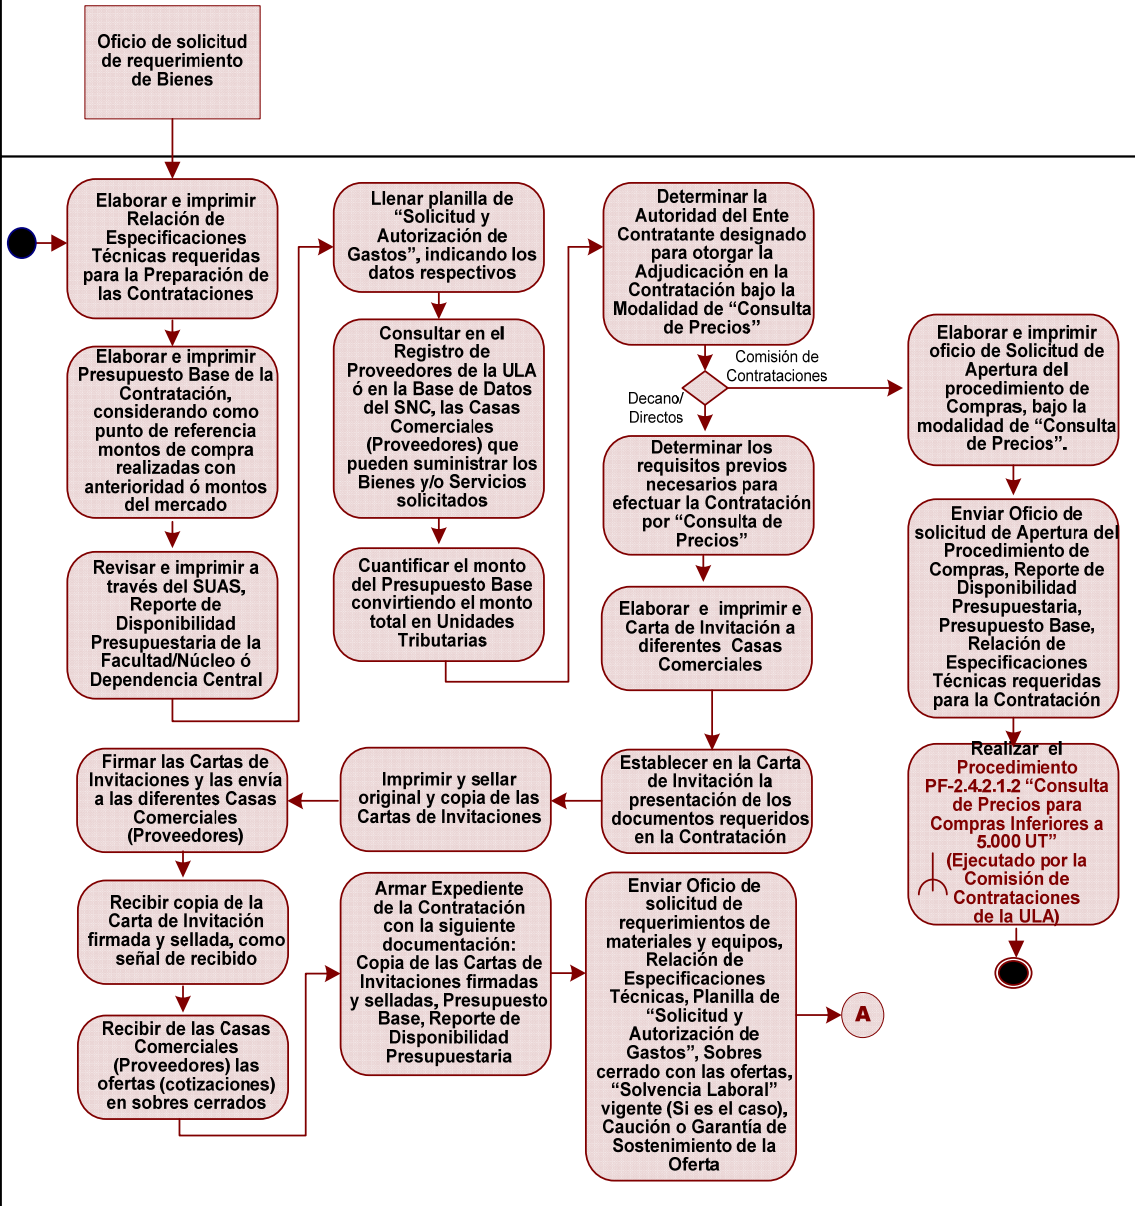 Oficio de solicitud
de requerimiento
de Bienes
Elaborar e imprimir
Relación de
Especificaciones
Técnicas requeridas
para la Preparación de
las Contrataciones
Elaborar e imprimir
Presupuesto Base de la
Contratación,
considerando como
punto de referencia
montos de compra
realizadas con
anterioridad ó montos
del mercado
Revisar e imprimir a
través del SUAS,
Reporte de
Disponibilidad
Presupuestaria de la
Facultad/Núcleo ó
Dependencia Central
Llenar planilla de
“Solicitud y
Autorización de
Gastos”, indicando los
datos respectivos
Consultar en el
Registro de
Proveedores de la ULA
ó en la Base de Datos
del SNC, las Casas
Comerciales
(Proveedores) que
pueden suministrar los
Bienes y/o Servicios
solicitados
Cuantificar el monto
del Presupuesto Base
convirtiendo el monto
total en Unidades
Tributarias
Determinar la
Autoridad del Ente
Contratante designado
para otorgar la
Adjudicación en la
Contratación bajo la
Modalidad de “Consulta
de Precios”
Comisión de
Contrataciones
Decano/
Directos
Determinar los
requisitos previos
necesarios para
efectuar la Contratación
por “Consulta de
Precios”
Elaborar e imprimir e
Carta de Invitación a
diferentes Casas
Comerciales
Establecer en la Carta
de Invitación la
presentación de los
documentos requeridos
en la Contratación
Imprimir y sellar
original y copia de las
Cartas de Invitaciones
Firmar las Cartas de
Invitaciones y las envía
a las diferentes Casas
Comerciales
(Proveedores)
Recibir copia de la
Carta de Invitación
firmada y sellada, como
señal de recibido
Recibir de las Casas
Comerciales
(Proveedores) las
ofertas (cotizaciones)
en sobres cerrados
Armar Expediente
de la Contratación
con la siguiente
documentación:
Copia de las Cartas de
Invitaciones firmadas
y selladas, Presupuesto
Base, Reporte de
Disponibilidad
Presupuestaria
Enviar Oficio de
solicitud de
requerimientos de
materiales y equipos,
Relación de
Especificaciones
Técnicas, Planilla de
“Solicitud y
Autorización de
Gastos”, Sobres
cerrado con las ofertas,
“Solvencia Laboral”
vigente (Si es el caso),
Caución o Garantía de
Sostenimiento de la
Oferta
A
Elaborar e imprimir
oficio de Solicitud de
Apertura del
procedimiento de
Compras, bajo la
modalidad de “Consulta
de Precios”.
Enviar Oficio de
solicitud de Apertura del
Procedimiento de
Compras, Reporte de
Disponibilidad
Presupuestaria,
Presupuesto Base,
Relación de
Especificaciones
Técnicas requeridas
para la Contratación
Realizar el
Procedimiento
PF-2.4.2.1.2 “Consulta
de Precios para
Compras Inferiores a
5.000 UT”
(Ejecutado por la
Comisión de
Contrataciones
de la ULA)